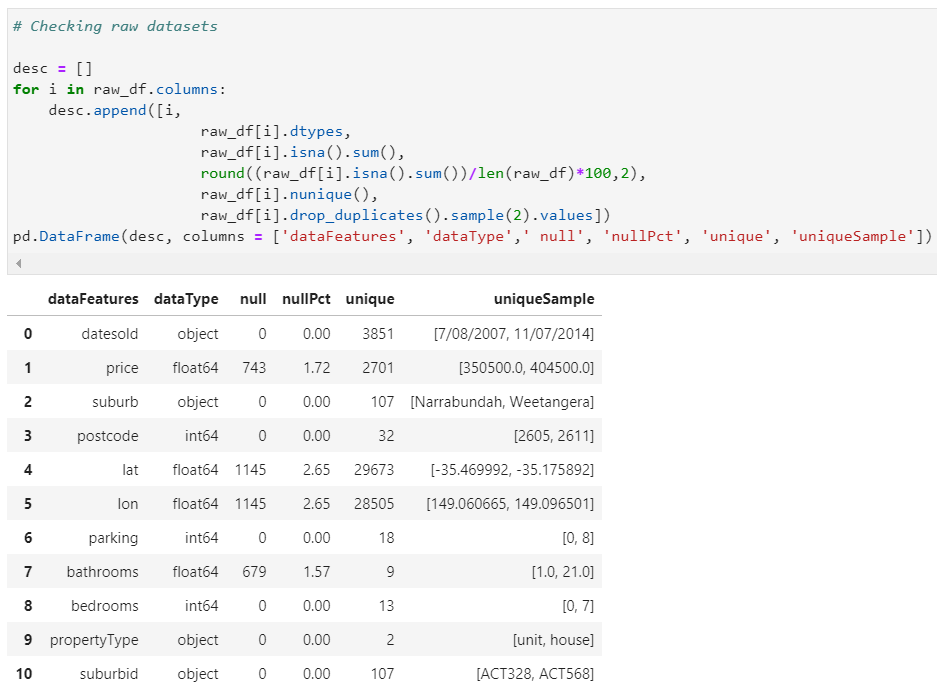 # Checking raw datasets
desc = []
for i in raw_df.columns:
desc.append([i,
raw_df[i].dtypes,
raw_df[i].isna().sum(),
round((raw_df[i].isna().sum())/len(raw_df)*100,2),
raw_df[i].nunique(),
raw_df[i].drop_duplicates().sample(2).values])
pd.DataFrame(desc, columns = ['dataFeatures', 'dataType',' null', 'nullPct', 'unique', 'uniqueSample'])
dataFeatures dataType null nullPct unique uniqueSample
0 datesold object 0 0.00 3851 [7/08/2007, 11/07/2014]
1 price float64 743 1.72 2701 [350500.0, 404500.0]
2 suburb object 0 0.00 107 [Narrabundah, Weetangera]
3 postcode int64 0 0.00 32 [2605, 2611]
4 lat float64 1145 2.65 29673 [-35.469992, -35.175892]
5 lon float64 1145 2.65 28505 [149.060665, 149.096501]
6 parking int64 0 0.00 18 [0, 8]
7 bathrooms float64 679 1.57 9 [1.0, 21.0]
8 bedrooms int64 0 0.00 13 [0, 7]
9 propertyType object 0 0.00 2 [unit, house]
10 suburbid object 0 0.00 107 [ACT328, ACT568]